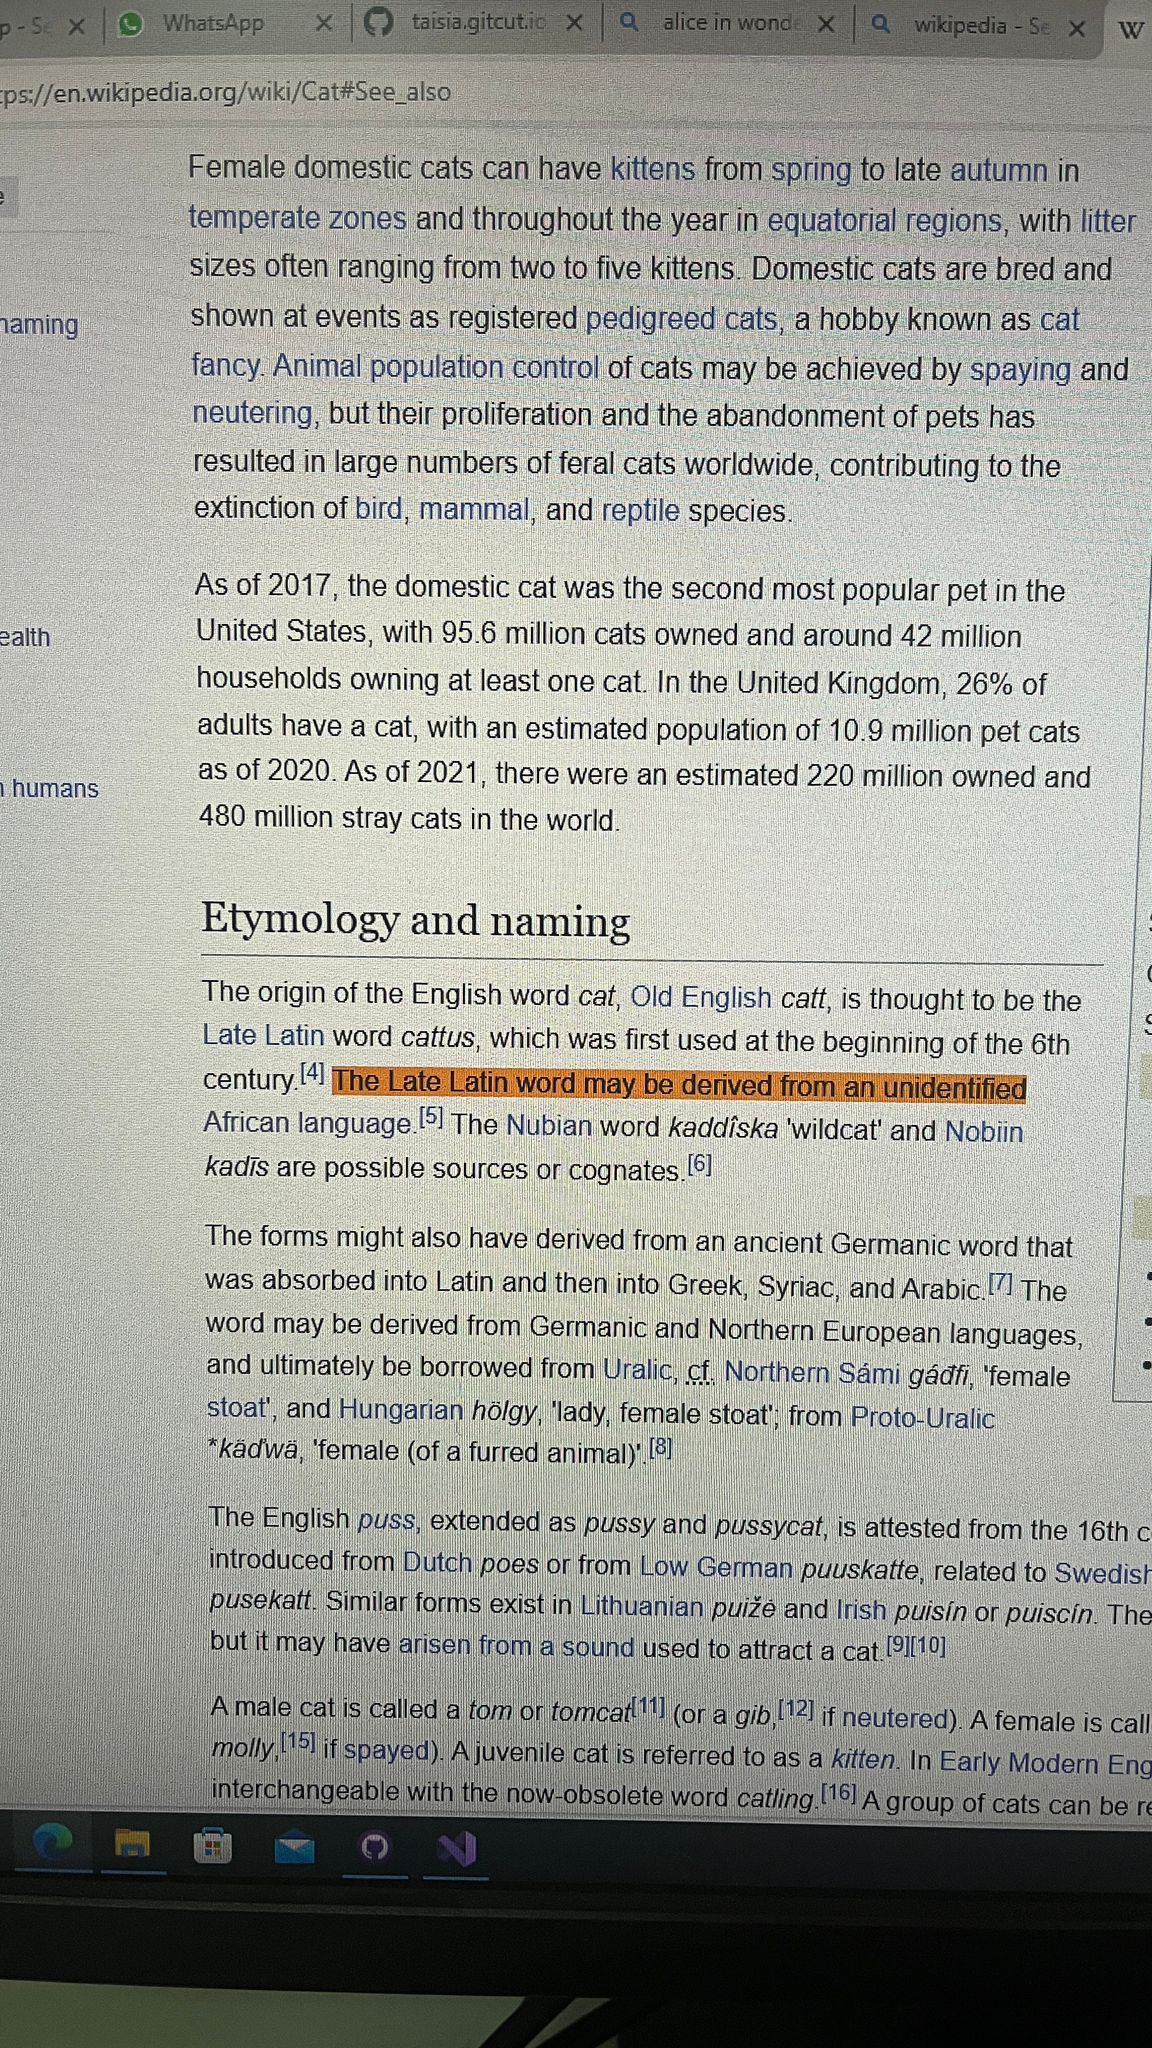 WhatsApp
taisia.gitcut.io
alice in wond
wikipedia - Se
W
ps://en.wikipedia.org/wiki/Cat#See_also
Female domestic cats can have kittens from spring to late autumn in
temperate zones and throughout the year in equatorial regions, with litter
sizes often ranging from two to five kittens. Domestic cats are bred and
naming
shown at events as registered pedigreed cats, a hobby known as cat
fancy. Animal population control of cats may be achieved by spaying and
neutering, but their proliferation and the abandonment of pets has
resulted in large numbers of feral cats worldwide, contributing to the
extinction of bird, mammal, and reptile species.
As of 2017, the domestic cat was the second most popular pet in the
ealth
United States, with 95.6 million cats owned and around 42 million
households owning at least one cat. In the United Kingdom, 26% of
adults have a cat, with an estimated population of 10.9 million pet cats
humans
as of 2020. As of 2021, there were an estimated 220 million owned and
480 million stray cats in the world.
Etymology and naming
The origin of the English word cat, Old English catt, is thought to be the
Late Latin word cattus, which was first used at the beginning of the 6th
century.[4] The Late Latin word may be derived from an unidentified
African language.[5] The Nubian word kaddîska 'wildcat' and Nobiin
kadīs are possible sources or cognates.[6]
The forms might also have derived from an ancient Germanic word that
was absorbed into Latin and then into Greek, Syriac, and Arabic.[7] The
word may be derived from Germanic and Northern European languages,
and ultimately be borrowed from Uralic, cf. Northern Sámi gáđfi, 'female
stoat', and Hungarian hölgy, 'lady, female stoat'; from Proto-Uralic
*käďwä, 'female (of a furred animal)'.[8]
The English puss, extended as pussy and pussycat, is attested from the 16th c
introduced from Dutch poes or from Low German puuskatte, related to Swedish
pusekatt. Similar forms exist in Lithuanian puižė and Irish puisín or puiscín. The
but it may have arisen from a sound used to attract a cat.[9][10]
A male cat is called a tom or tomcat[11] (or a gib,[12] if neutered). A female is call
molly,[15] if spayed). A juvenile cat is referred to as a kitten. In Early Modern Eng
interchangeable with the now-obsolete word catling.[16] A group of cats can be re